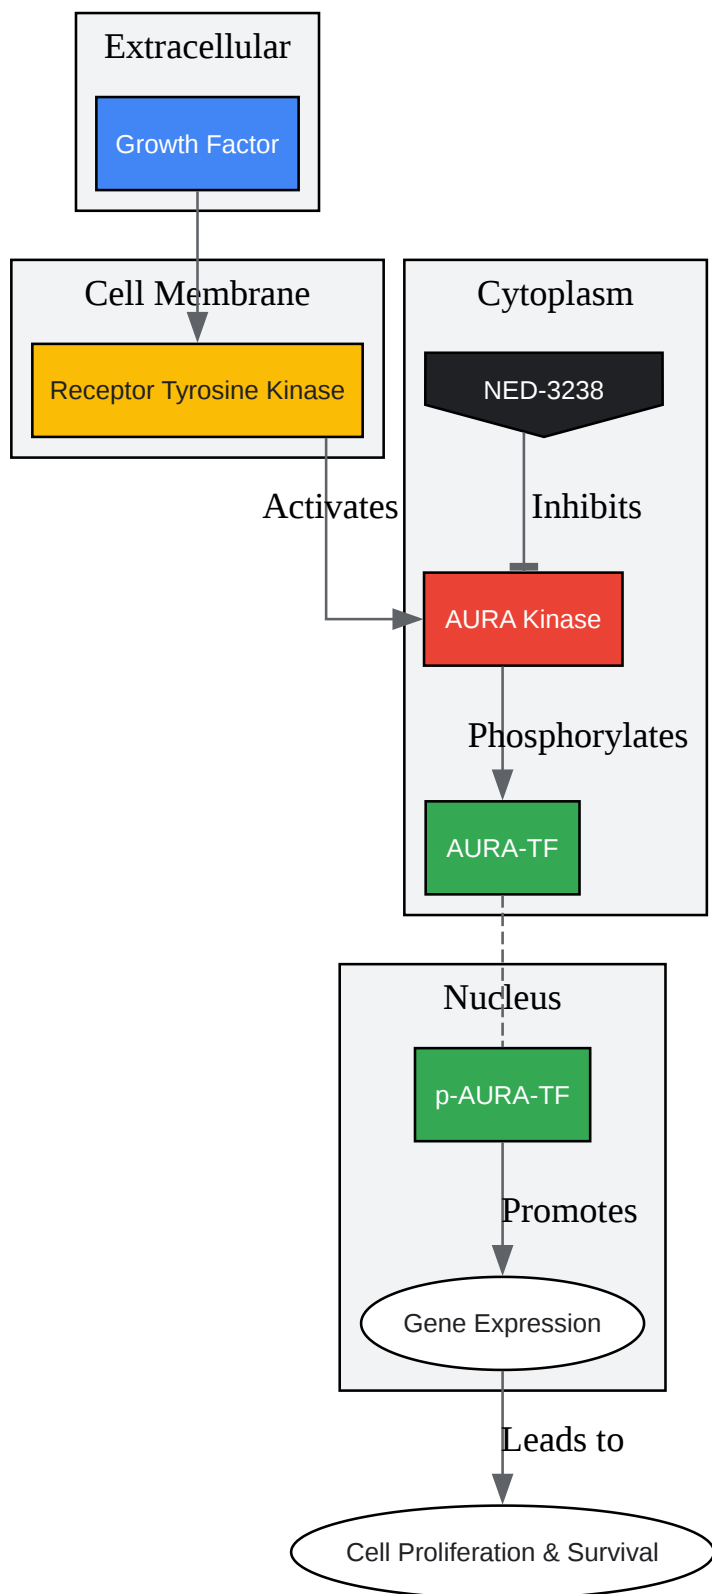 Extracellular
Growth Factor
Cell Membrane
Cytoplasm
Receptor Tyrosine Kinase
NED-3238
Activates
Inhibits
AURA Kinase
Phosphorylates
AURA-TF
Nucleus
p-AURA-TF
Promotes
Gene Expression
Leads to
Cell Proliferation & Survival